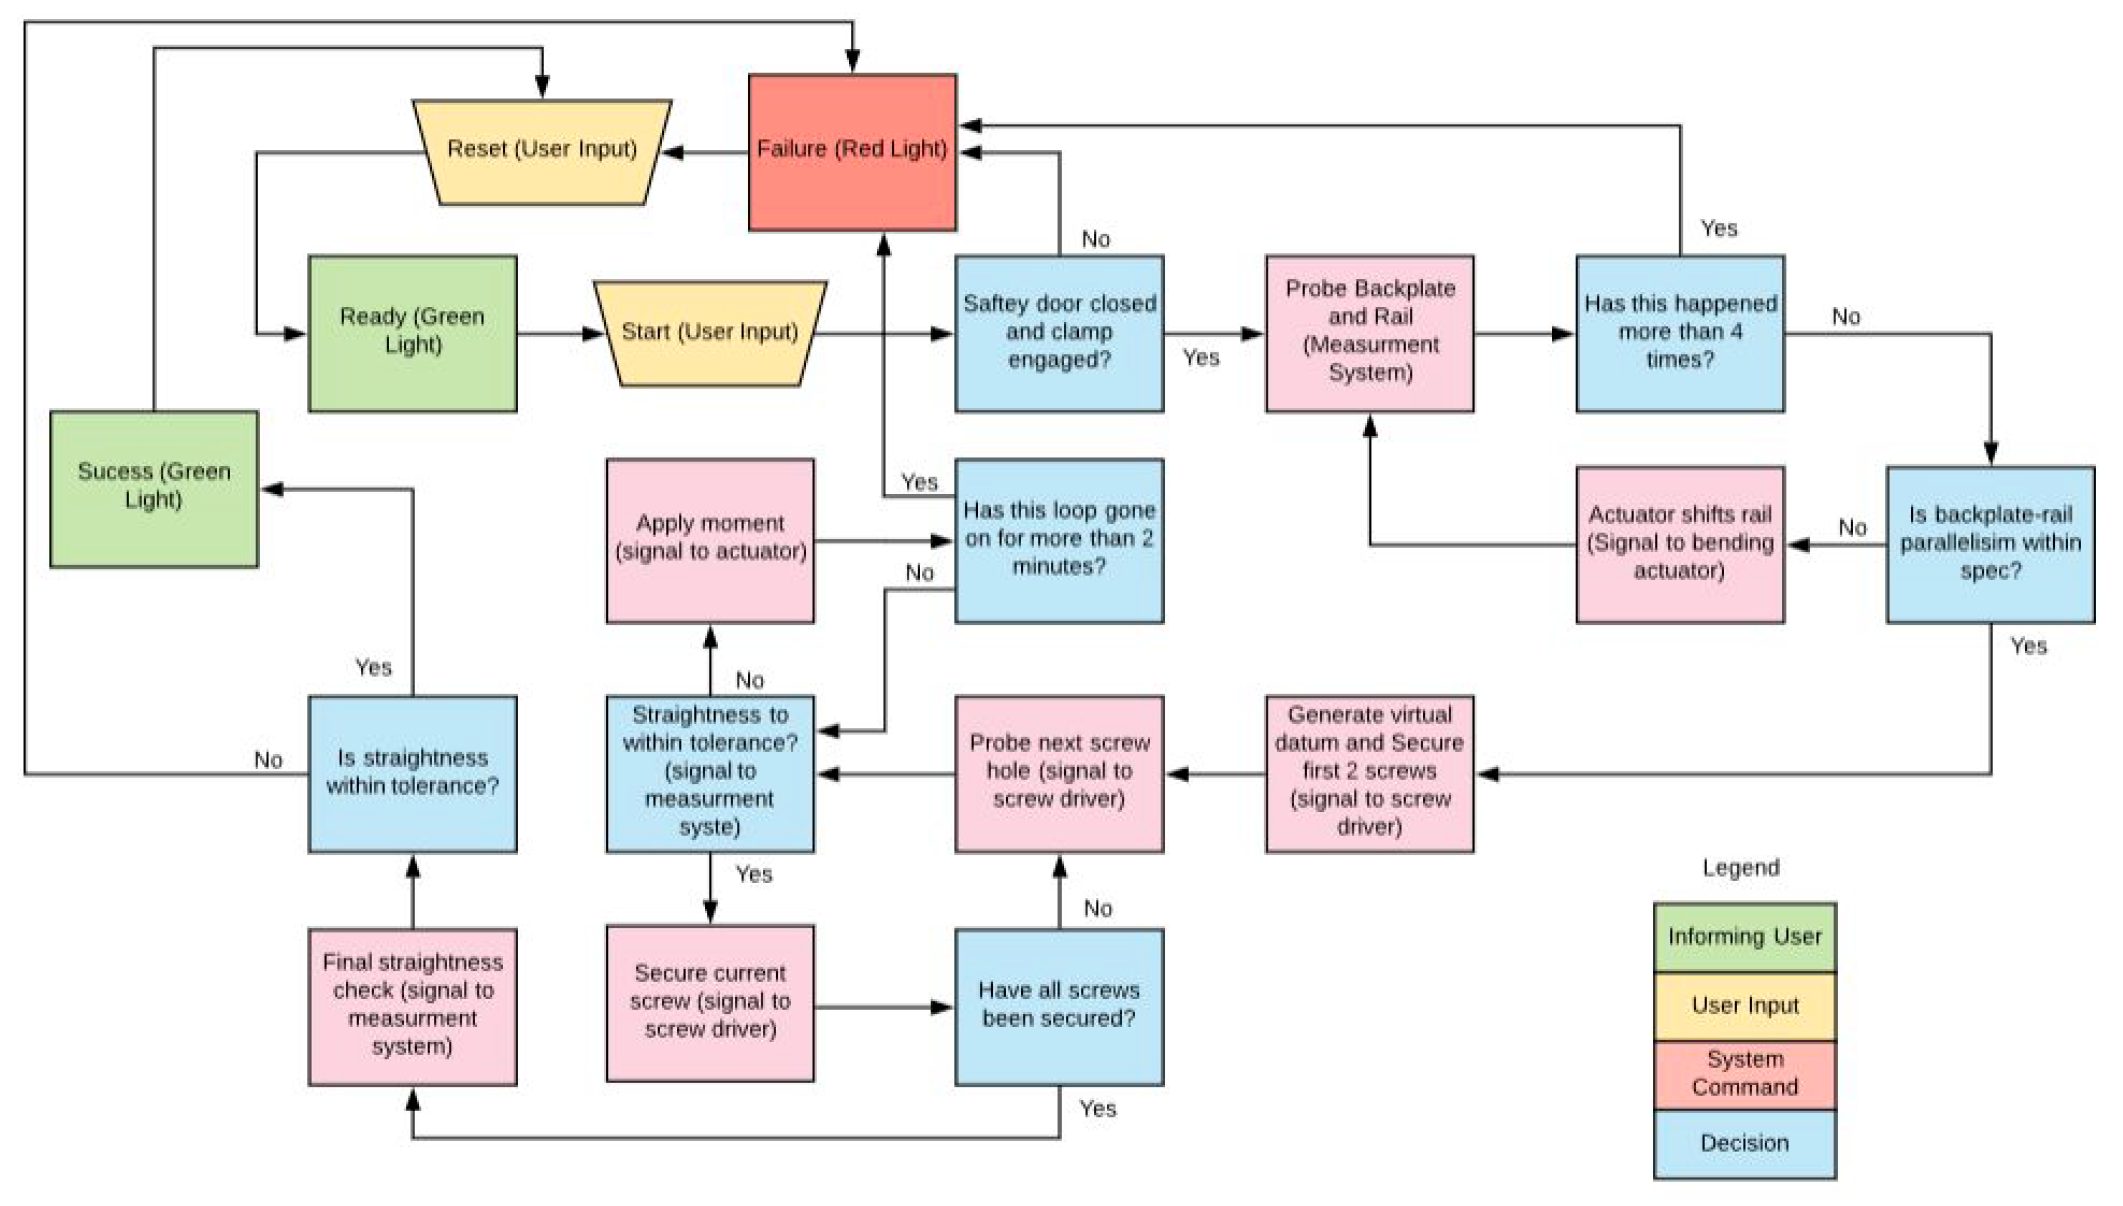 Reset (User Input)
Failure (Red Light)
Yes
No
Ready (Green
Light)
Start (User Input)
Saftey door closed
and clamp
engaged?
Yes
Probe Backplate
and Rail
(Measurment
System)
Has this happened
more than 4
times?
No
Sucess (Green
Light)
Apply moment
(signal to actuator)
Yes
Has this loop gone
on for more than 2
minutes?
No
Actuator shifts rail
(Signal to bending
actuator)
No
Is backplate-rail
parallelisim within
spec?
Yes
Yes
No
No
Is straightness
within tolerance?
Straightness to
within tolerance?
(signal to
measurment
syste)
Probe next screw
hole (signal to
screw driver)
Generate virtual
datum and Secure
first 2 screws
(signal to screw
driver)
Yes
No
Final straightness
check (signal to
measurment
system)
Secure current
screw (signal to
screw driver)
Have all screws
been secured?
Yes
Legend
Informing User
User Input
System
Command
Decision